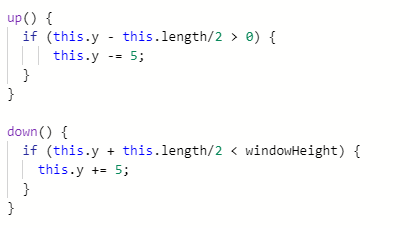 up() {
  if (this.y - this.length/2 > 0) {
      this.y -= 5;
  }
}

down() {
  if (this.y + this.length/2 < windowHeight) {
    this.y += 5;
  }
}